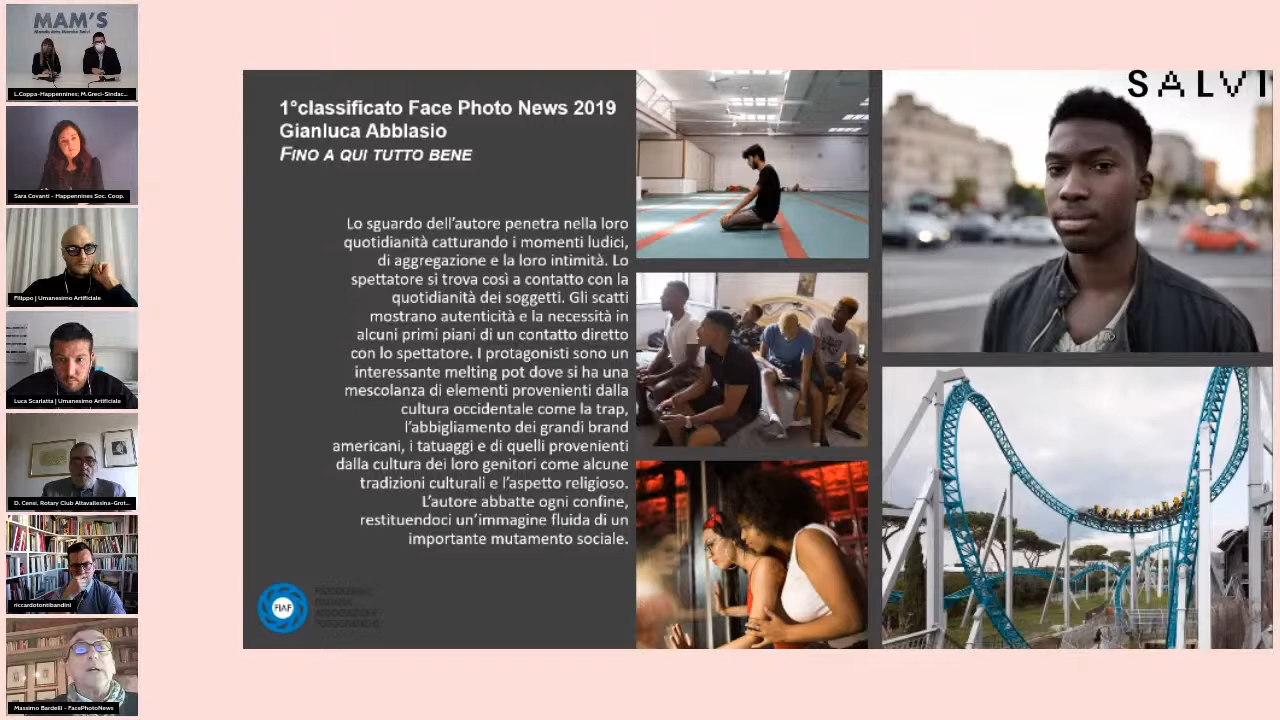 MAM'S
L.Coppa-Happennines; M.Greci-Sindac...
Sara Covanti - Happennines Soc. Coop.
Filippo | Umanesimo Artificiale
Luca Scarlatta | Umanesimo Artificiale
D. Censi, Rotary Club Altavallesina-Grot...
riccardotontibandini
Massimo Bardelli - FacePhotoNews
1°classificato Face Photo News 2019
Gianluca Abblasio
FINO A QUI TUTTO BENE
Lo sguardo dell'autore penetra nella loro
quotidianità catturando i momenti ludici,
di aggregazione e la loro intimità. Lo
spettatore si trova così a contatto con la
quotidianità dei soggetti. Gli scatti
mostrano autenticità e la necessità in
alcuni primi piani di un contatto diretto
con lo spettatore. I protagonisti sono un
interessante melting pot dove si ha una
mescolanza di elementi provenienti dalla
cultura occidentale come la trap,
l'abbigliamento dei grandi brand
americani, i tatuaggi e di quelli provenienti
dalla cultura dei loro genitori come alcune
tradizioni culturali e l'aspetto religioso.
L'autore abbatte ogni confine,
restituendoci un'immagine fluida di un
importante mutamento sociale.
FIAF
SALVI